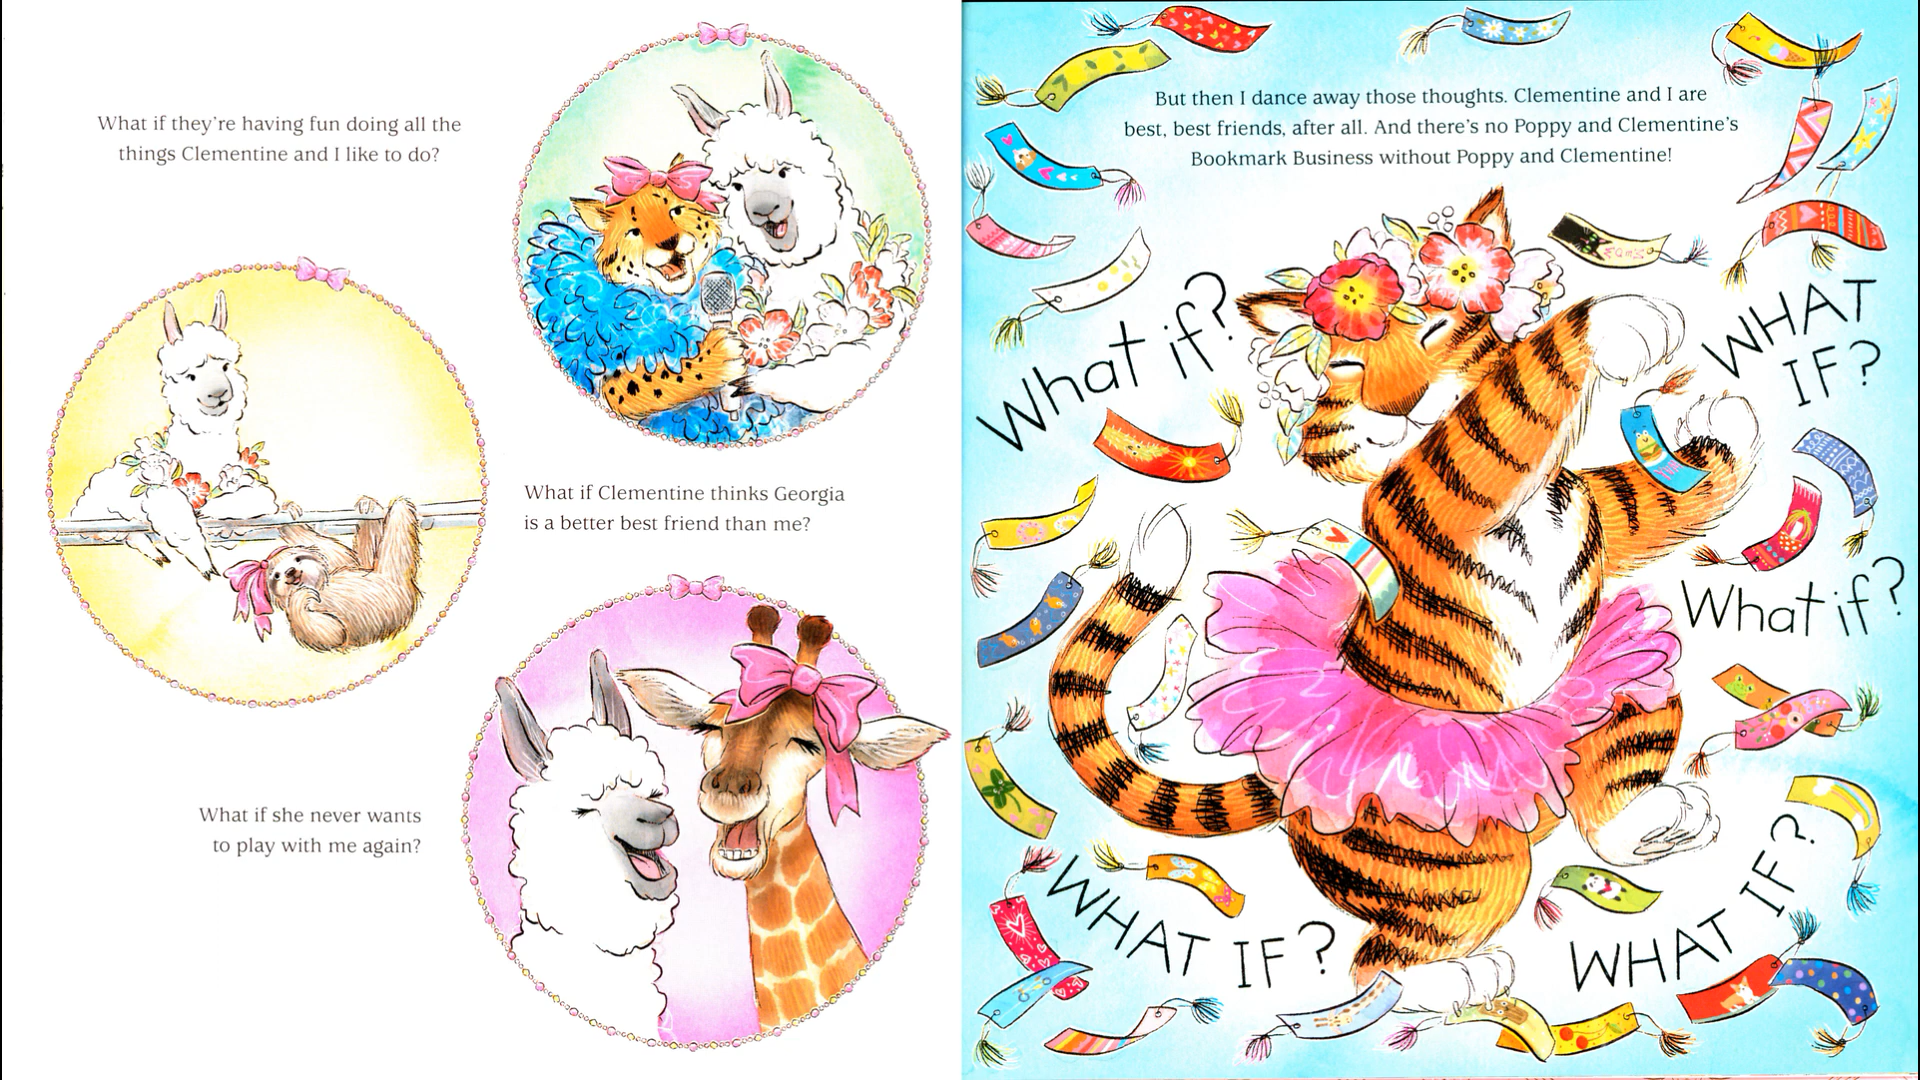 What if they're having fun doing all the
things Clementine and I like to do?
What if Clementine thinks Georgia
is a better best friend than me?
What if she never wants
to play with me again?
But then I dance away those thoughts. Clementine and I are
best, best friends, after all. And there's no Poppy and Clementine's
Bookmark Business without Poppy and Clementine!
What if?
WHAT
IF?
YUM
What if?
WHAT IF?
WHAT IF?